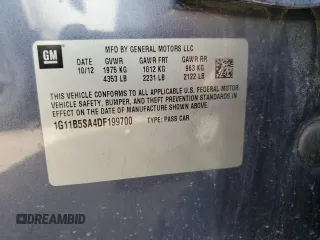 GM
MFD BY GENERAL MOTORS LLC
DATE GVWR GAWR FRT GAWR RR
10/12 1975 KG 1012 KG 963 KG
4353 LB 2231 LB 2122 LB
THIS VEHICLE CONFORMS TO ALL APPLICABLE U.S. FEDERAL MOTOR
VEHICLE SAFETY, BUMPER, AND THEFT PREVENTION STANDARDS IN
EFFECT ON THE DATE OF MANUFACTURE SHOWN ABOVE.
1G11B5SA4DF199700 TYPE: PASS CAR
DREAMBID